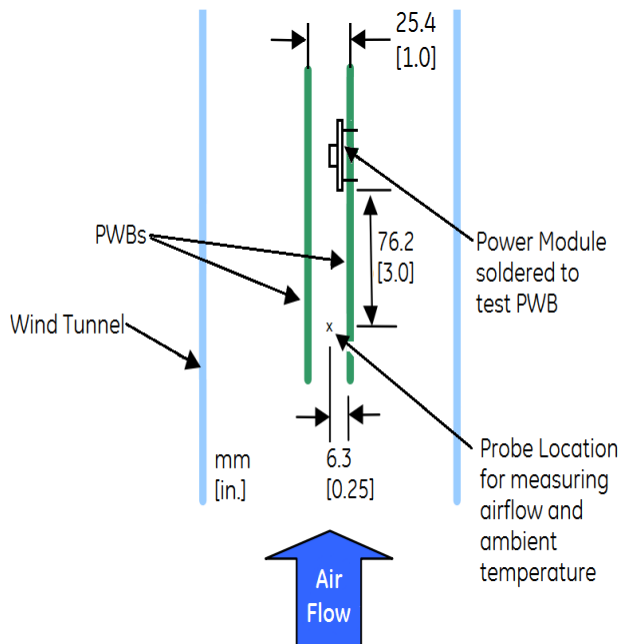 25.4
[1.0]
PWBs
76.2
[3.0]
Power Module
soldered to
test PWB
Wind Tunnel
x
mm
[in.]
6.3
[0.25]
Probe Location
for measuring
airflow and
ambient
temperature
Air
Flow